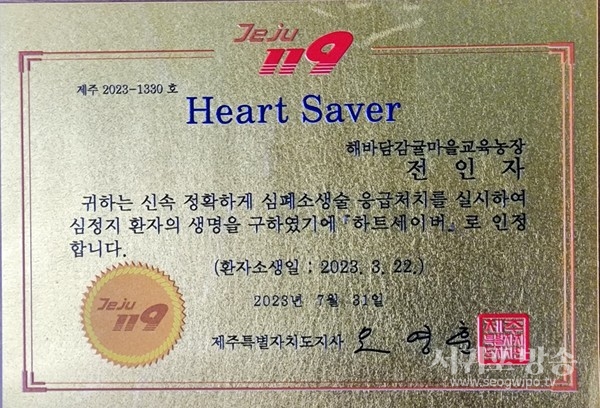 Jeju
119
제주 2023-1330 호
Heart Saver
해바담감귤마을교육농장
전 인 자
귀하는 신속 정확하게 심폐소생술 응급처치를 실시하여
심정지 환자의 생명을 구하였기에『하트세이버』로 인정
합니다.
(환자소생일 : 2023. 3. 22.)
2023년 7월 31일
Jeju
119
제주특별자치도지사 오 영 훈
서귀포방송
www.seogwipo.tv